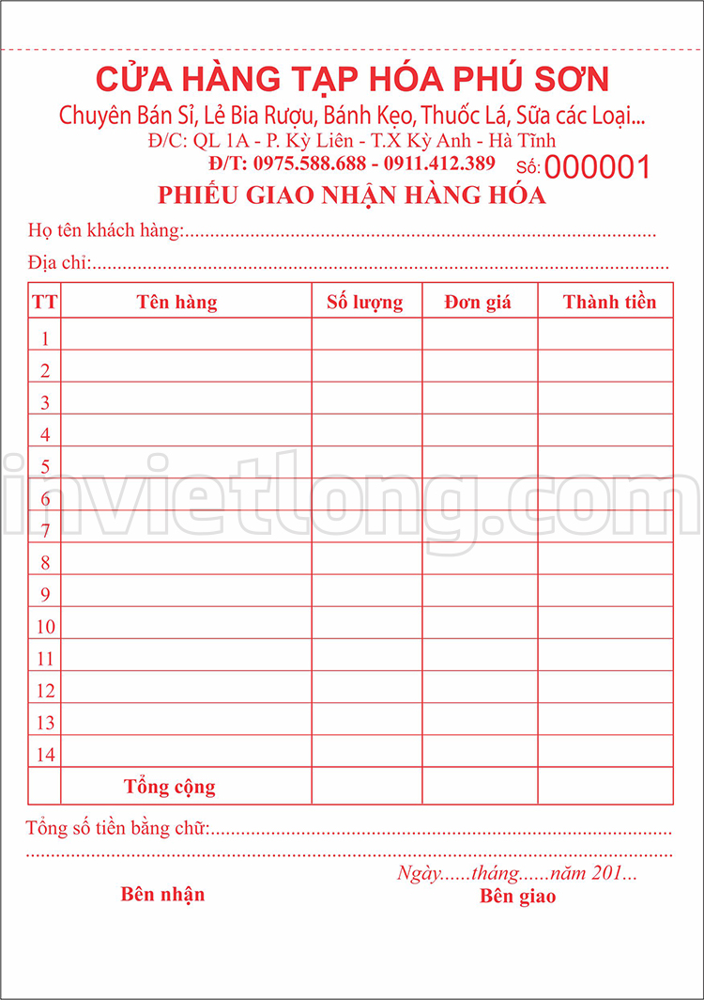 CỬA HÀNG TẠP HÓA PHÚ SƠN
Chuyên Bán Sỉ, Lẻ Bia Rượu, Bánh Kẹo, Thuốc Lá, Sữa các Loại...
Đ/C: QL 1A - P. Kỳ Liên - T.X Kỳ Anh - Hà Tĩnh
Đ/T: 0975.588.688 - 0911.412.389 Số: 000001
PHIẾU GIAO NHẬN HÀNG HÓA
Họ tên khách hàng:....................................................................................
Địa chỉ:........................................................................................................
TT Tên hàng Số lượng Đơn giá Thành tiền
1
2
3
4
5
invietlong.com
6
7
8
9
10
11
12
13
14
Tổng cộng
Tổng số tiền bằng chữ:..................................................................................
....................................................................................................................
Ngày......tháng......năm 201...
Bên nhận Bên giao